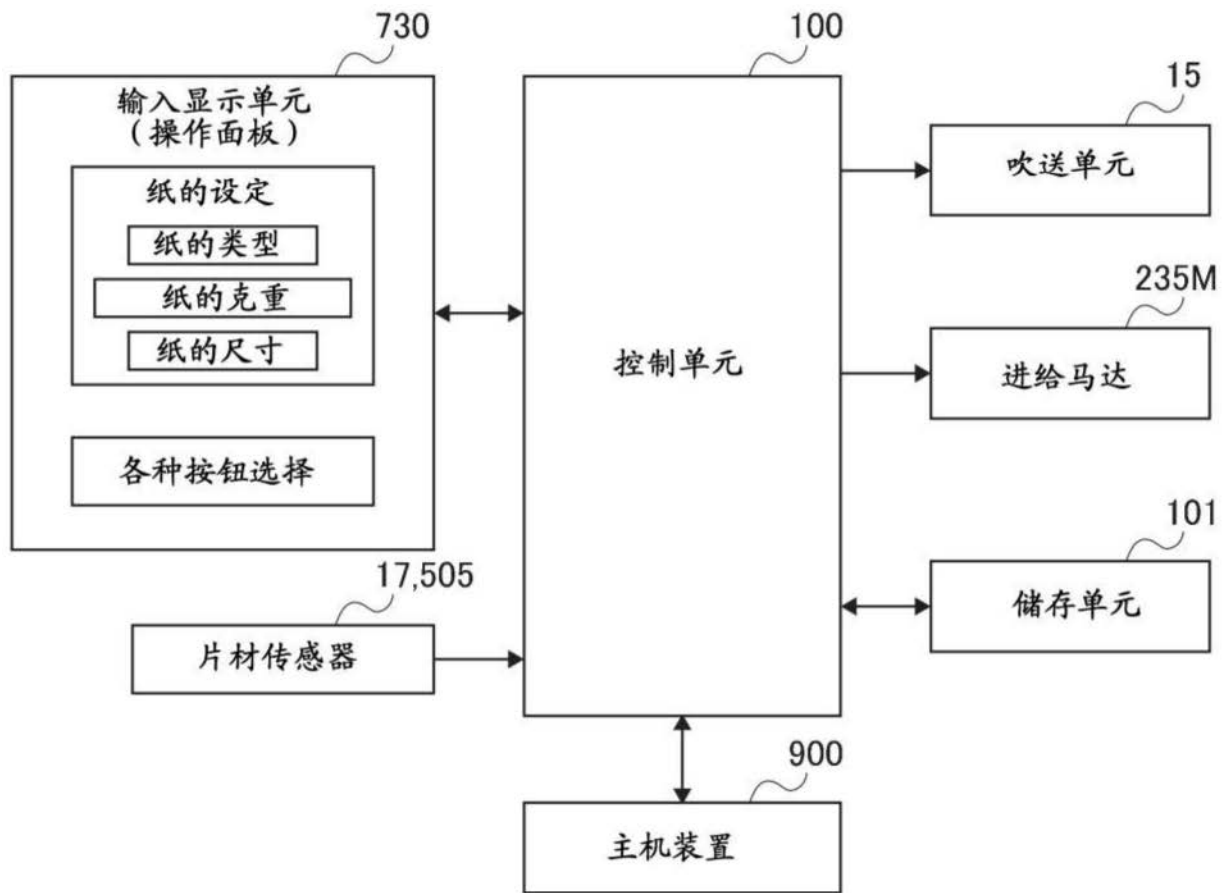 730
输入显示单元
(操作面板)
纸的设定
纸的类型
纸的克重
纸的尺寸
各种按钮选择
17,505
片材传感器
100
控制单元
15
吹送单元
235M
进给马达
101
储存单元
900
主机装置